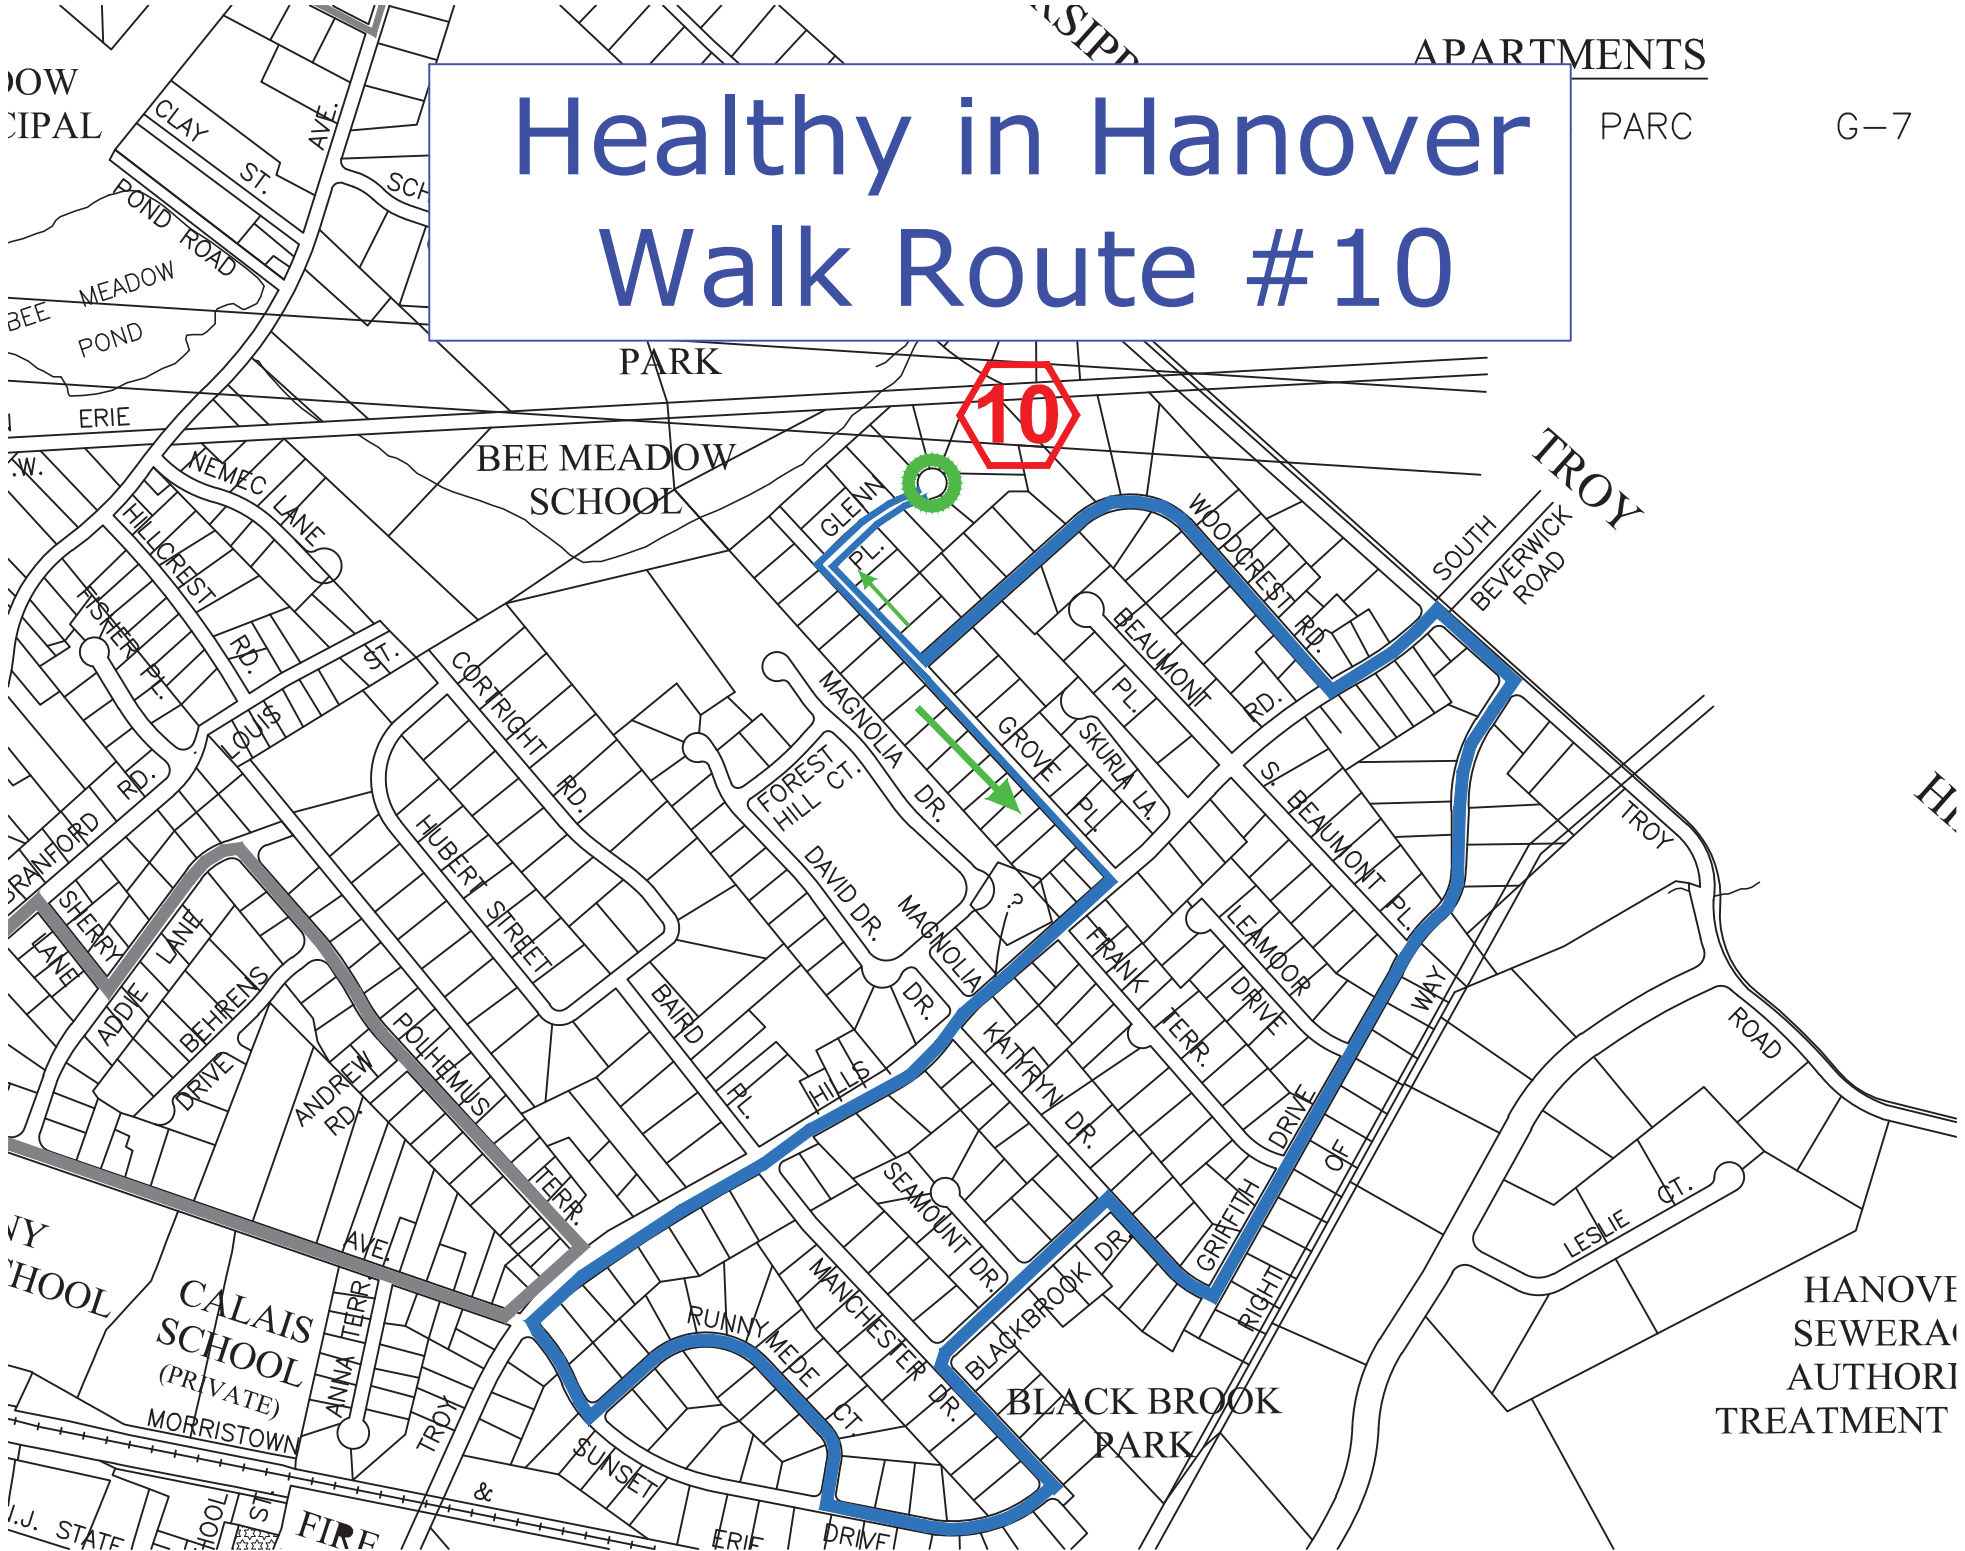 APARTMENTS
PARC G-7
Healthy in Hanover
Walk Route #10
CLAY
ST.
AVE.
POND ROAD
BEE MEADOW
POND
PARK
ERIE
10
BEE MEADOW
SCHOOL
NEMEC LANE
HILLCREST
RD.
FISHER PL.
LOUIS
ST.
CORTRIGHT
RD.
GLENN
PL.
WOODCREST RD.
TROY
SOUTH
BEVERWICK
ROAD
BEAUMONT
PL.
RD.
MAGNOLIA
DR.
GROVE
PL.
SKURLA LA.
FOREST
HILL CT.
S. BEAUMONT PL.
TROY
RD.
HUBERT STREET
DAVID DR.
MAGNOLIA
DR.
?
FRANK
TERR.
LEAMOOR
DRIVE
SHERRY
LANE
ADDIE
LANE
BEHRENS
DRIVE
ANDREW
RD.
POLHEMUS
TERR.
BAIRD
PL.
HILLS
KATYRYN DR.
GRIFFITH
DRIVE
RIGHT
OF
WAY
ROAD
LESLIE
CT.
SEAMOUNT DR.
MANCHESTER DR.
BLACKBROOK DR.
RUNNYMEDE
CT.
AVE.
ANNA TERR.
CALAIS
SCHOOL
(PRIVATE)
MORRISTOWN
&
ERIE
TROY
SUNSET
DRIVE
BLACK BROOK
PARK
TREATMENT
STATE
ST.
FIRE